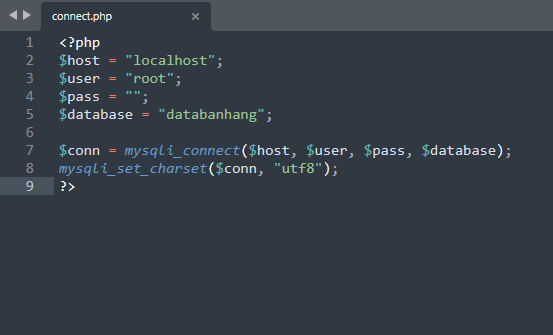 connect.php
1 <?php
2 $host = "localhost";
3 $user = "root";
4 $pass = "";
5 $database = "databanhang";
6
7 $conn = mysqli_connect($host, $user, $pass, $database);
8 mysqli_set_charset($conn, "utf8");
9 ?>